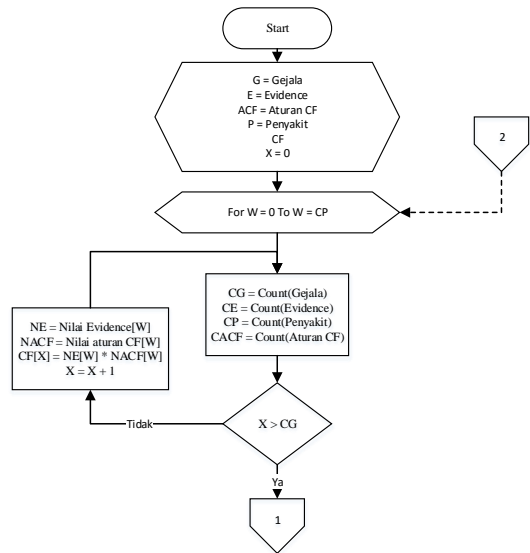 Start
G = Gejala
E = Evidence
ACF = Aturan CF
P = Penyakit
CF
X = 0
2
For W = 0 To W = CP
CG = Count(Gejala)
CE = Count(Evidence)
CP = Count(Penyakit)
CACF = Count(Aturan CF)
NE = Nilai Evidence[W]
NACF = Nilai aturan CF[W]
CF[X] = NE[W] * NACF[W]
X = X + 1
Tidak
X > CG
Ya
1